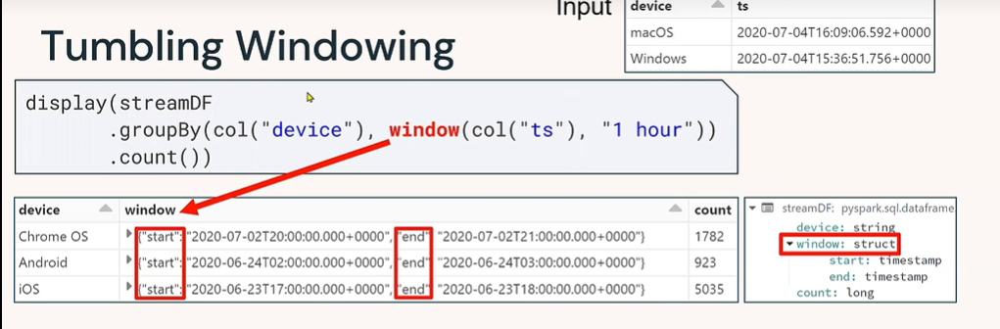 Input
device ts
macOS 2020-07-04T16:09:06.592+0000
Windows 2020-07-04T15:36:51.756+0000
Tumbling Windowing
display(streamDF
.groupBy(col("device"), window(col("ts"), "1 hour"))
.count())
device window count
Chrome OS {"start": "2020-07-02T20:00:00.000+0000", "end" "2020-07-02T21:00:00.000+0000"} 1782
Android {"start": "2020-06-24T02:00:00.000+0000", "end" "2020-06-24T03:00:00.000+0000"} 923
iOS {"start": "2020-06-23T17:00:00.000+0000", "end" "2020-06-23T18:00:00.000+0000"} 5035
streamDF: pyspark.sql.dataframe
device: string
window: struct
start: timestamp
end: timestamp
count: long